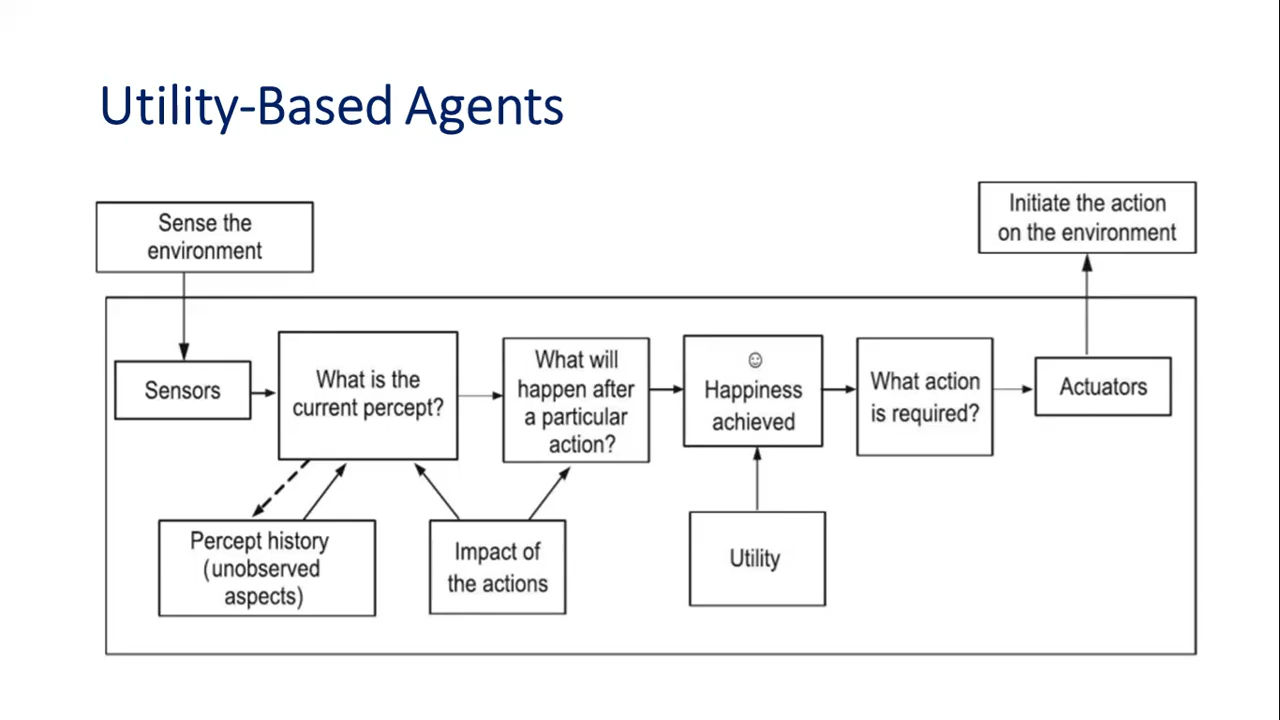 Utility-Based Agents
Sense the
environment
Initiate the action
on the environment
Sensors
What is the
current percept?
What will
happen after
a particular
action?
☺
Happiness
achieved
What action
is required?
Actuators
Percept history
(unobserved
aspects)
Impact of
the actions
Utility